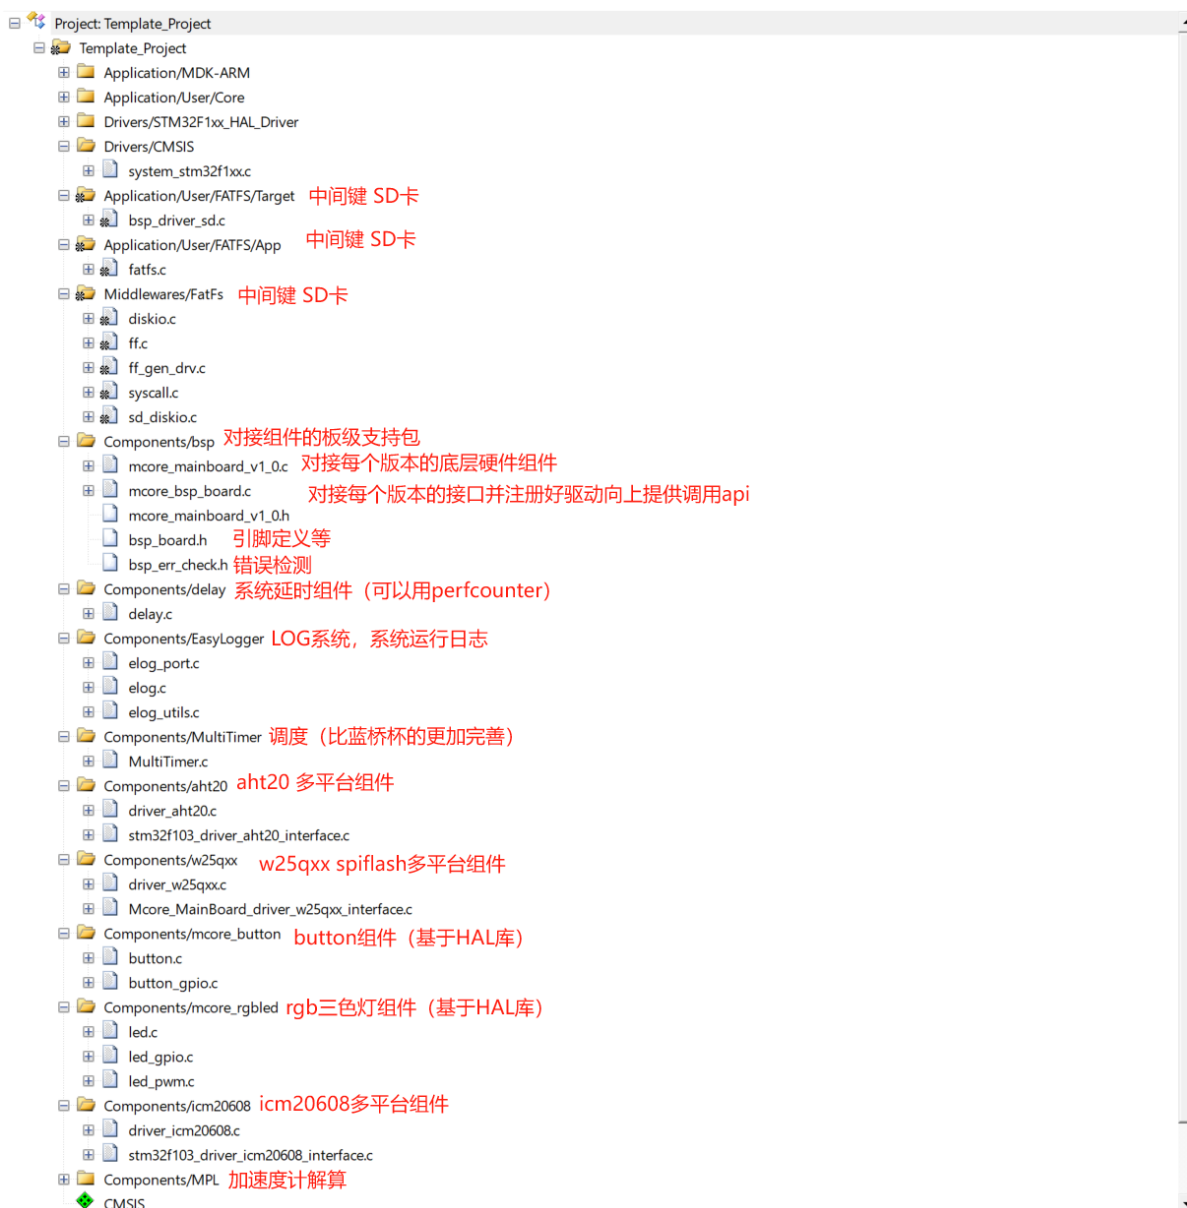 Project: Template_Project
Template_Project
Application/MDK-ARM
Application/User/Core
Drivers/STM32F1xx_HAL_Driver
Drivers/CMSIS
system_stm32f1xx.c
Application/User/FATFS/Target 中间键 SD卡
bsp_driver_sd.c
Application/User/FATFS/App 中间键 SD卡
fatfs.c
Middlewares/FatFs 中间键 SD卡
diskio.c
ff.c
ff_gen_drv.c
syscall.c
sd_diskio.c
Components/bsp 对接组件的板级支持包
mcore_mainboard_v1_0.c 对接每个版本的底层硬件组件
mcore_bsp_board.c 对接每个版本的接口并注册好驱动向上提供调用api
mcore_mainboard_v1_0.h
bsp_board.h 引脚定义等
bsp_err_check.h 错误检测
Components/delay 系统延时组件（可以用perfcounter）
delay.c
Components/EasyLogger LOG系统，系统运行日志
elog_port.c
elog.c
elog_utils.c
Components/MultiTimer 调度（比蓝桥杯的更加完善）
MultiTimer.c
Components/aht20 aht20 多平台组件
driver_aht20.c
stm32f103_driver_aht20_interface.c
Components/w25qxx w25qxx spiflash多平台组件
driver_w25qxx.c
Mcore_MainBoard_driver_w25qxx_interface.c
Components/mcore_button button组件（基于HAL库）
button.c
button_gpio.c
Components/mcore_rgbled rgb三色灯组件（基于HAL库）
led.c
led_gpio.c
led_pwm.c
Components/icm20608 icm20608多平台组件
driver_icm20608.c
stm32f103_driver_icm20608_interface.c
Components/MPL 加速度计解算
CMSIS